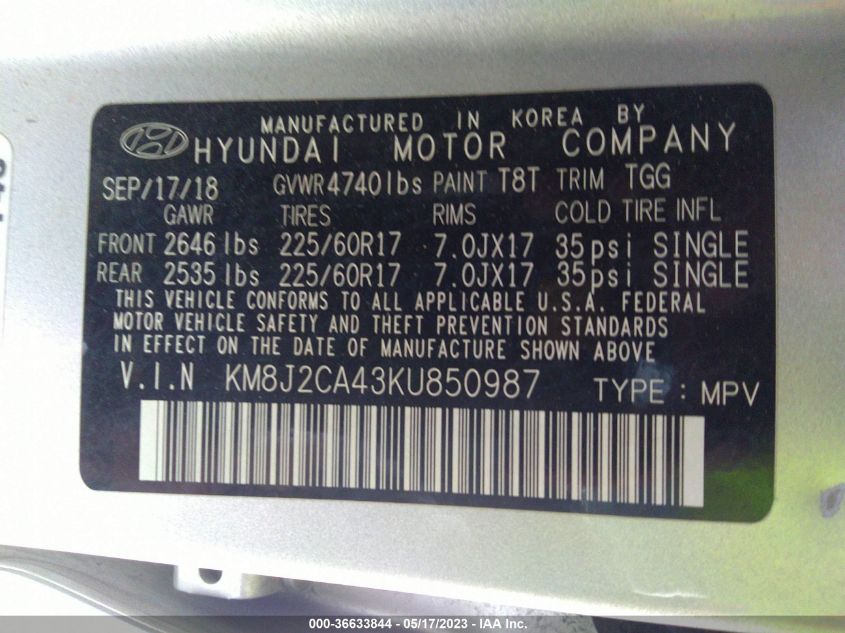 MANUFACTURED IN KOREA BY
HYUNDAI MOTOR COMPANY
SEP/17/18 GVWR4740lbs PAINT T8T TRIM TGG
GAWR TIRES RIMS COLD TIRE INFL
FRONT 2646lbs 225/60R17 7.0JX17 35psi SINGLE
REAR 2535lbs 225/60R17 7.0JX17 35psi SINGLE
THIS VEHICLE CONFORMS TO ALL APPLICABLE U.S.A. FEDERAL
MOTOR VEHICLE SAFETY AND THEFT PREVENTION STANDARDS
IN EFFECT ON THE DATE OF MANUFACTURE SHOWN ABOVE
V.I.N KM8J2CA43KU850987 TYPE : MPV
000-36633844 - 05/17/2023 - IAA Inc.